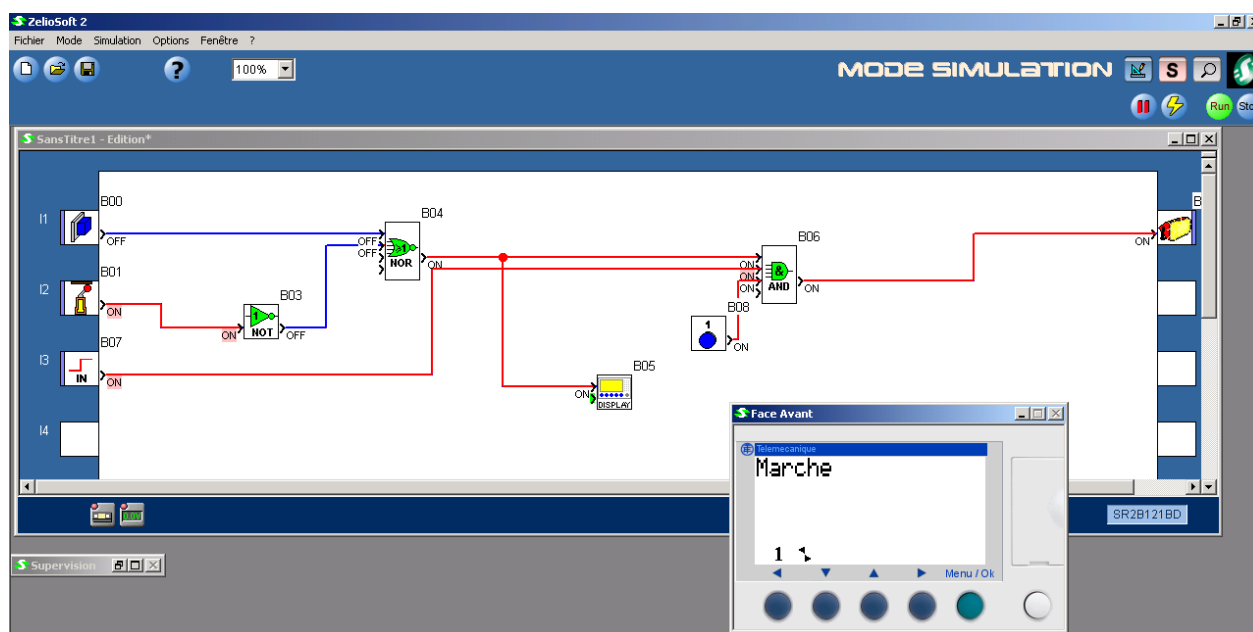 ZelioSoft 2
Fichier Mode Simulation Options Fenêtre ?
100%
MODE SIMULATION
S
Run
SansTitre1 - Edition*
B00
I1
OFF
B04
OFF
OFF
≥1
NOR
ON
B06
ON
ON
ON
&
AND
ON
B
ON
B01
I2
ON
B03
1
ON
NOT
OFF
B07
I3
IN
ON
B08
1
ON
B05
ON
DISPLAY
I4
Face Avant
Telemecanique
Marche
1
Menu / Ok
SR2B121BD
Supervision